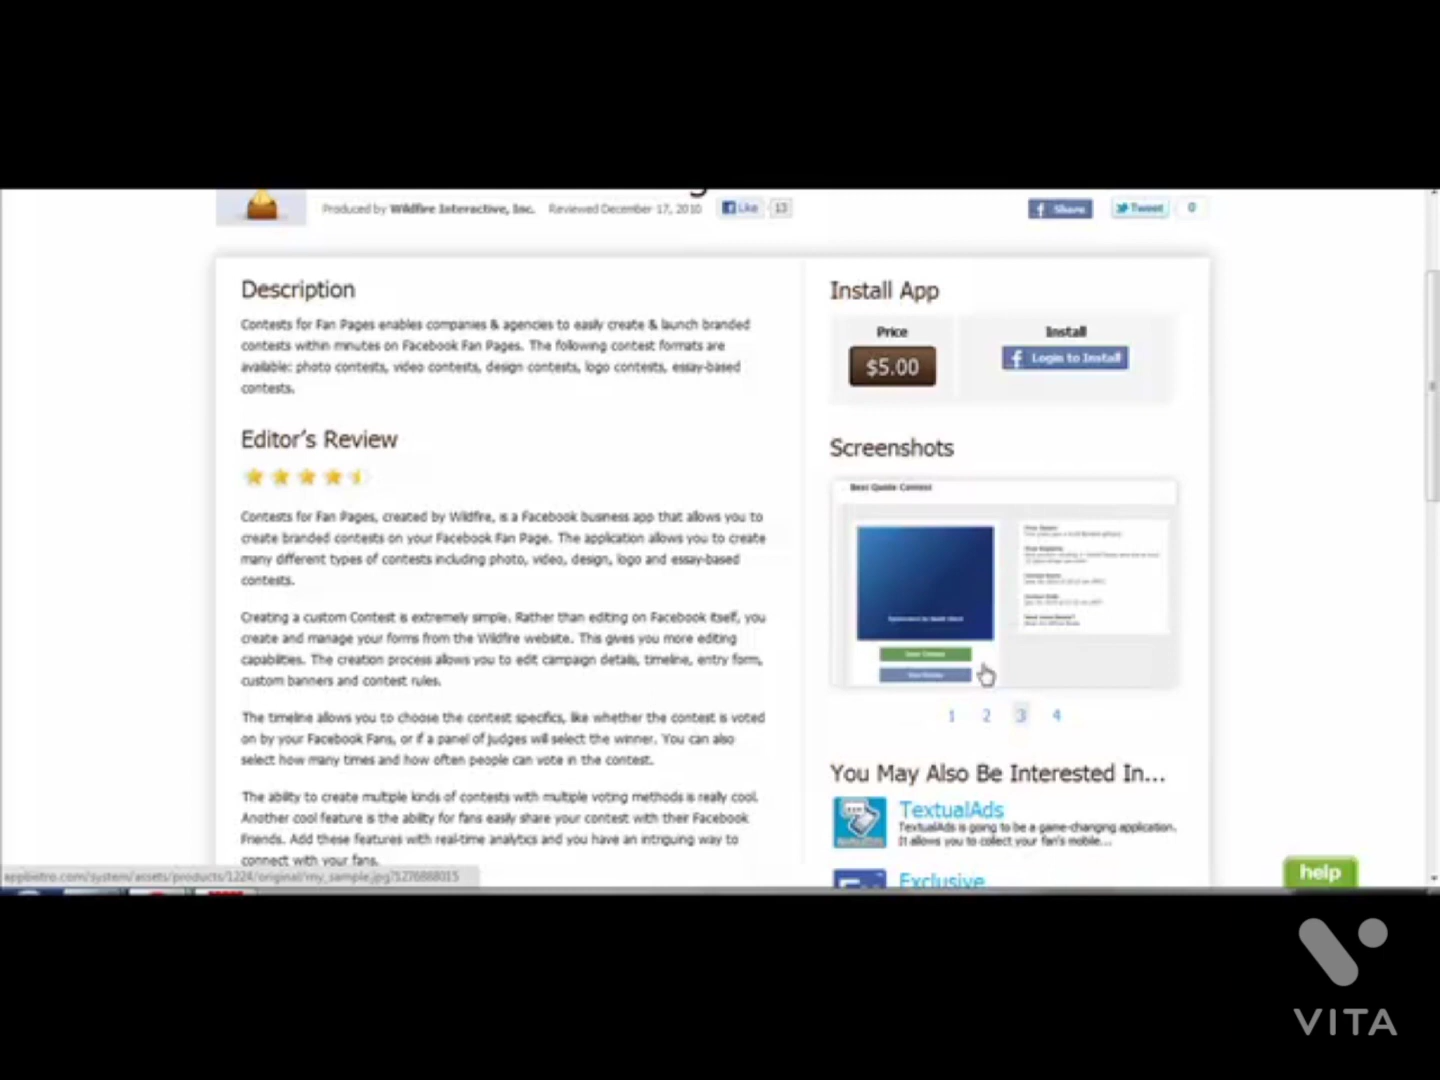 Produced by Wildfire Interactive, Inc. Reviewed December 17, 2010 Like 13
Share Tweet 0
Description
Contests for Fan Pages enables companies & agencies to easily create & launch branded
contests within minutes on Facebook Fan Pages. The following contest formats are
available: photo contests, video contests, design contests, logo contests, essay-based
contests.
Editor's Review
Contests for Fan Pages, created by Wildfire, is a Facebook business app that allows you to
create branded contests on your Facebook Fan Page. The application allows you to create
many different types of contests including photo, video, design, logo and essay-based
contests.
Creating a custom Contest is extremely simple. Rather than editing on Facebook itself, you
create and manage your forms from the Wildfire website. This gives you more editing
capabilities. The creation process allows you to edit campaign details, timeline, entry form,
custom banners and contest rules.
The timeline allows you to choose the contest specifics, like whether the contest is voted
on by your Facebook Fans, or if a panel of judges will select the winner. You can also
select how many times and how often people can vote in the contest.
The ability to create multiple kinds of contests with multiple voting methods is really cool.
Another cool feature is the ability for fans easily share your contest with their Facebook
Friends. Add these features with real-time analytics and you have an intriguing way to
connect with your fans.
Install App
Price
$5.00
Install
Login to Install
Screenshots
Best Quote Contest
1 2 3 4
You May Also Be Interested In...
TextualAds
TextualAds is going to be a game-changing application.
It allows you to collect your fan's mobile...
Exclusive
appbistro.com/system/assets/products/1224/original/my_sample.jpg?1276888015
help
VITA